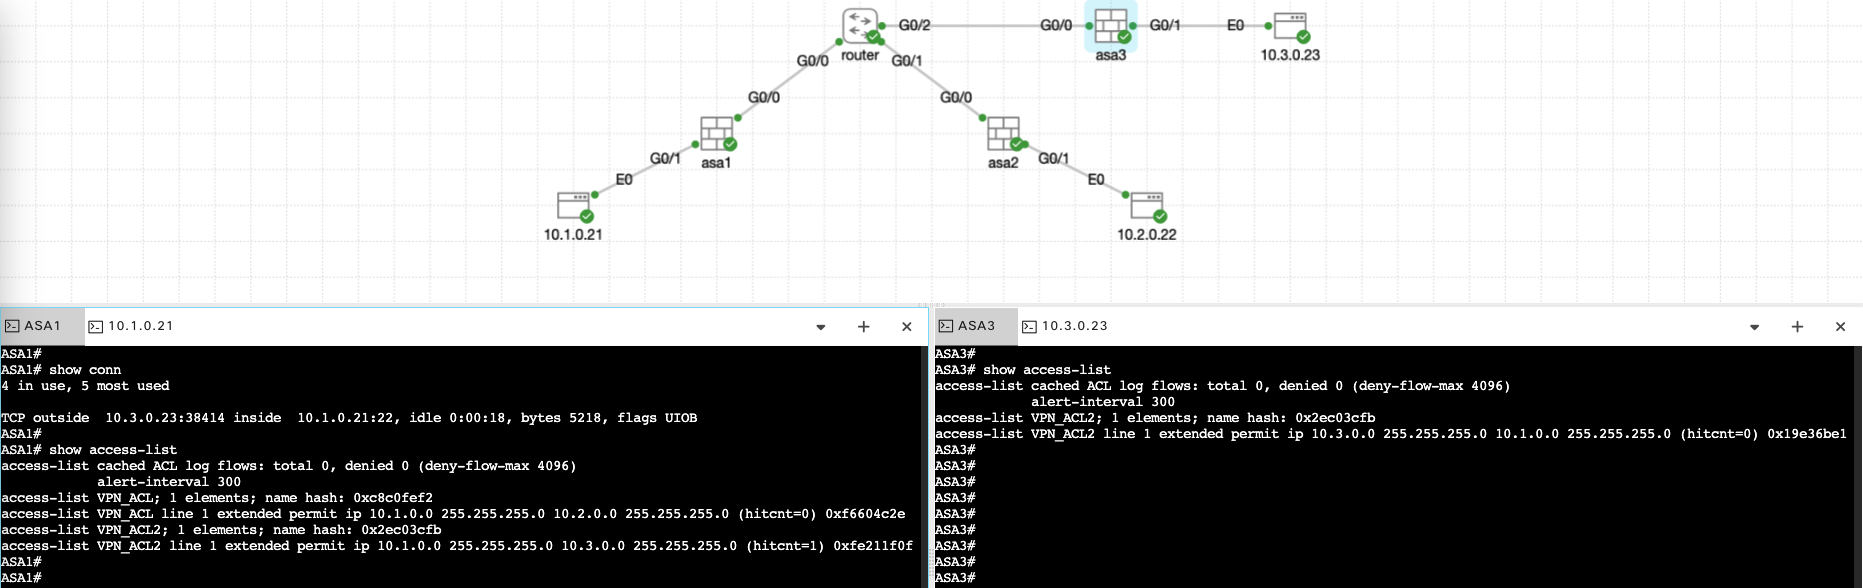 G0/2
G0/0
G0/1
E0
router
asa3
10.3.0.23
G0/0
G0/1
G0/0
G0/0
G0/1
asa1
asa2
G0/1
E0
E0
10.1.0.21
10.2.0.22
ASA1
10.1.0.21
ASA1#
ASA1# show conn
4 in use, 5 most used
TCP outside  10.3.0.23:38414 inside  10.1.0.21:22, idle 0:00:18, bytes 5218, flags UIOB
ASA1#
ASA1# show access-list
access-list cached ACL log flows: total 0, denied 0 (deny-flow-max 4096)
alert-interval 300
access-list VPN_ACL; 1 elements; name hash: 0xc8c0fef2
access-list VPN_ACL line 1 extended permit ip 10.1.0.0 255.255.255.0 10.2.0.0 255.255.255.0 (hitcnt=0) 0xf6604c2e
access-list VPN_ACL2; 1 elements; name hash: 0x2ec03cfb
access-list VPN_ACL2 line 1 extended permit ip 10.1.0.0 255.255.255.0 10.3.0.0 255.255.255.0 (hitcnt=1) 0xfe211f0f
ASA1#
ASA1#
ASA3
10.3.0.23
ASA3#
ASA3# show access-list
access-list cached ACL log flows: total 0, denied 0 (deny-flow-max 4096)
alert-interval 300
access-list VPN_ACL2; 1 elements; name hash: 0x2ec03cfb
access-list VPN_ACL2 line 1 extended permit ip 10.3.0.0 255.255.255.0 10.1.0.0 255.255.255.0 (hitcnt=0) 0x19e36be1
ASA3#
ASA3#
ASA3#
ASA3#
ASA3#
ASA3#
ASA3#
ASA3#
ASA3#